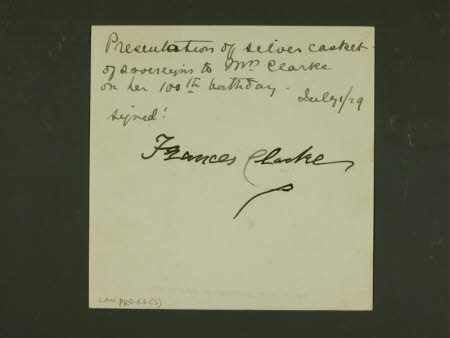 Presentation of silver casket
of sovereigns to Mrs Clarke
on her 100th birthday.
July 1/29
signed!
Frances Clarke